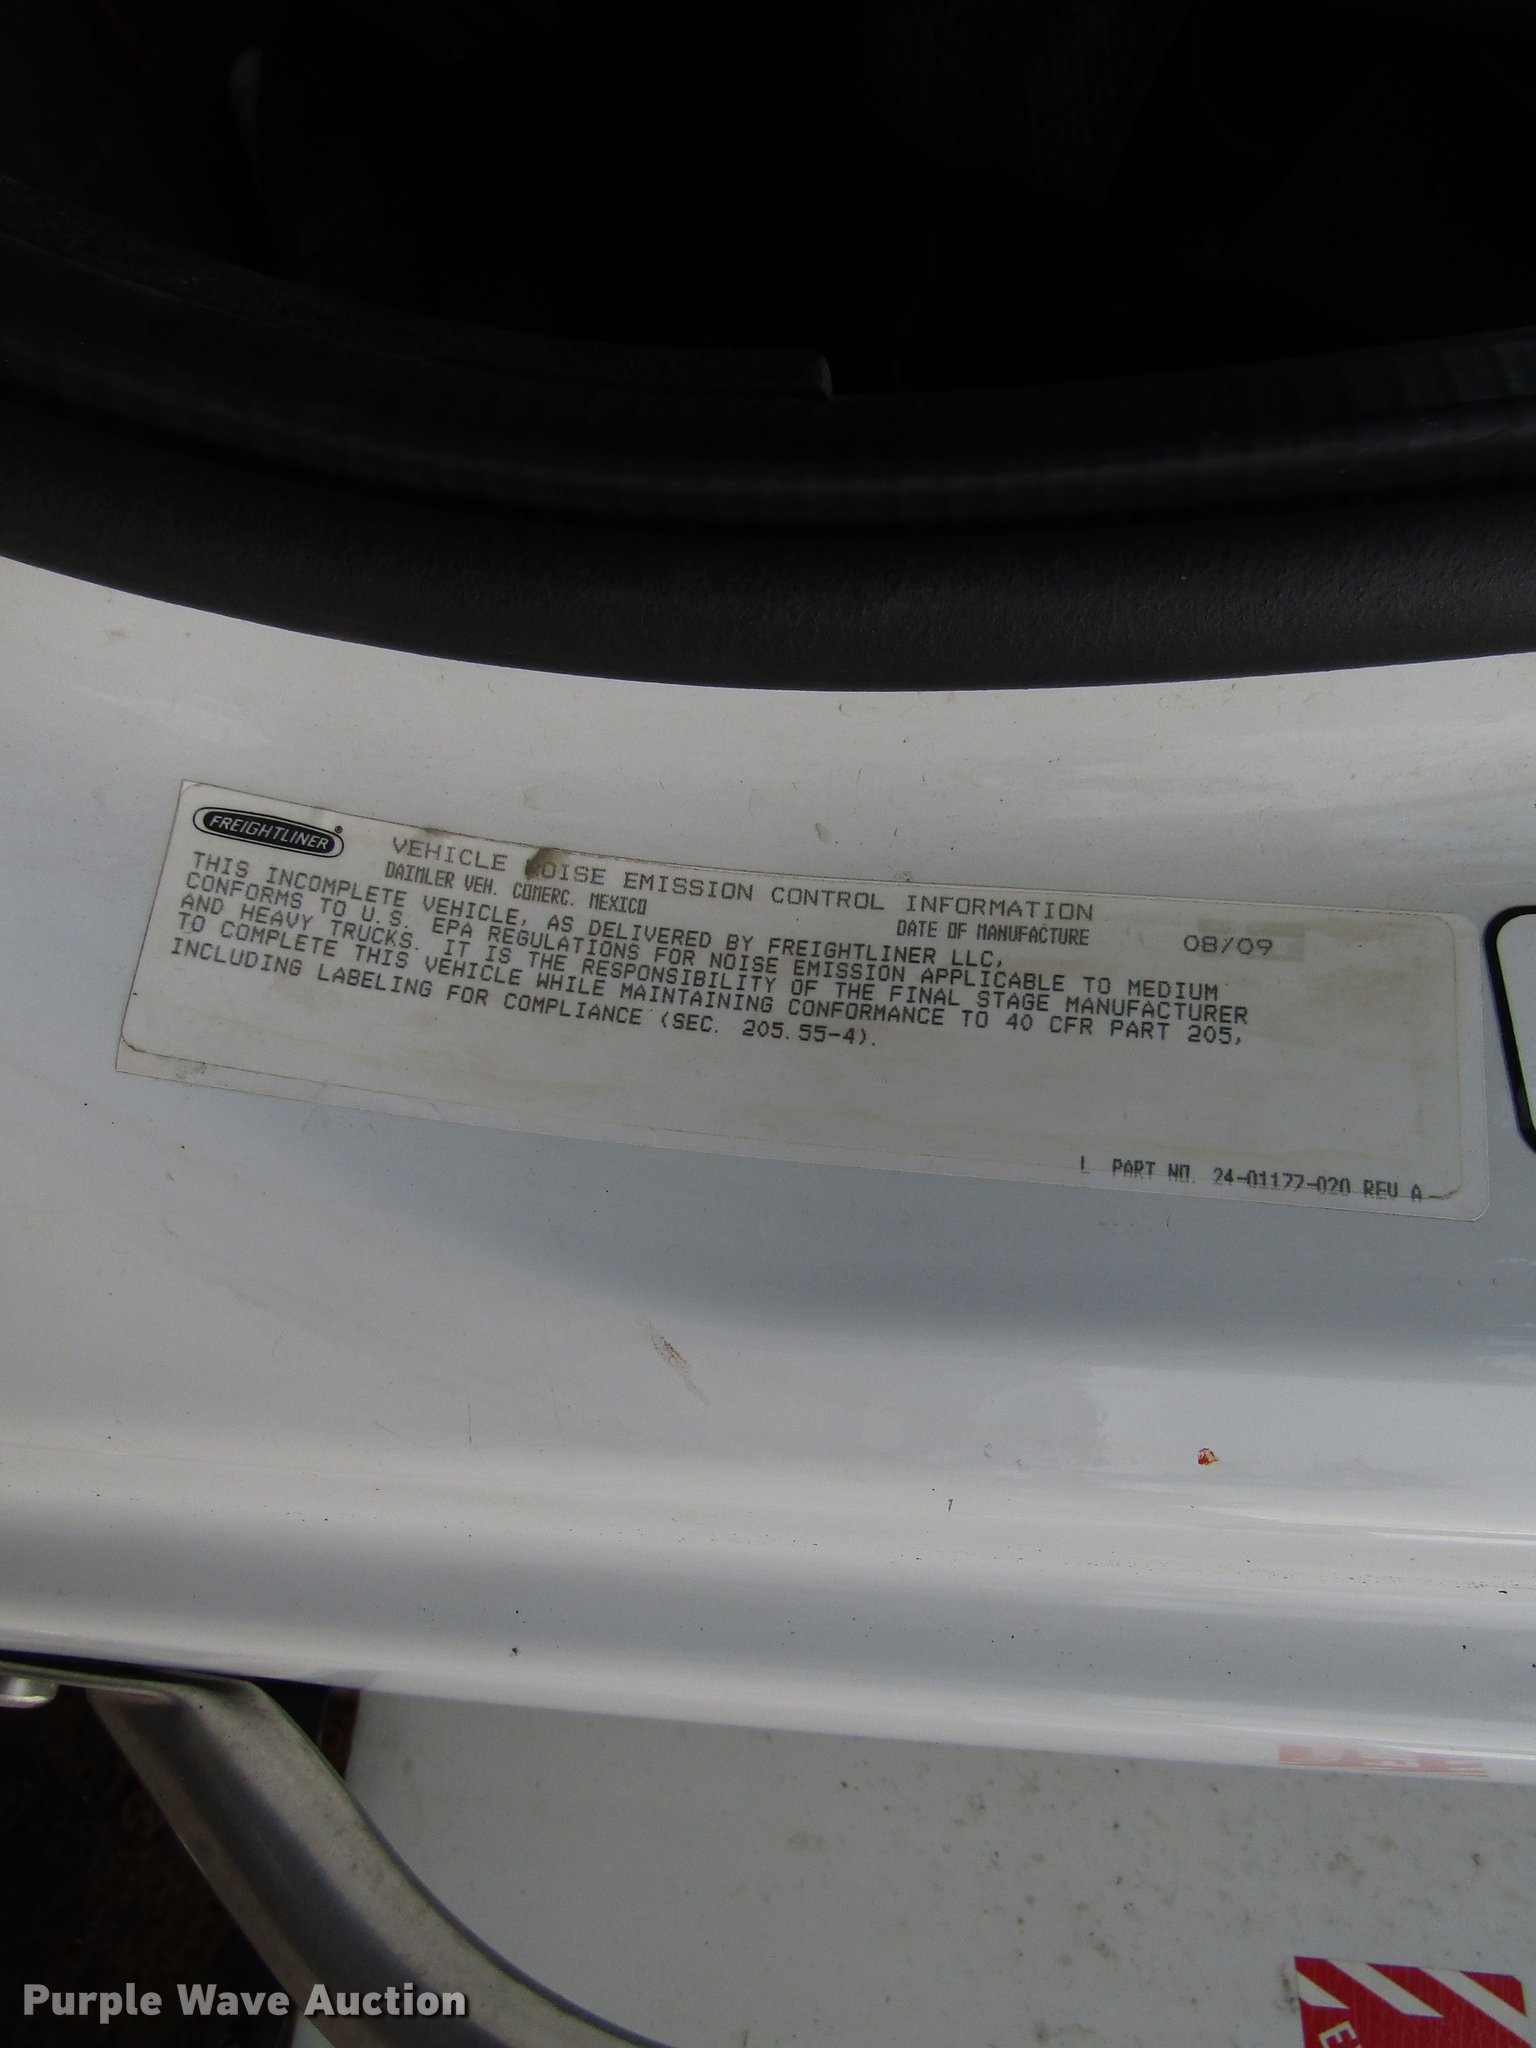 FREIGHTLINER®
VEHICLE NOISE EMISSION CONTROL INFORMATION
DAIMLER VEH. COMERC. MEXICO
DATE OF MANUFACTURE 08/09
THIS INCOMPLETE VEHICLE, AS DELIVERED BY FREIGHTLINER LLC,
CONFORMS TO U.S. EPA REGULATIONS FOR NOISE EMISSION APPLICABLE TO MEDIUM
AND HEAVY TRUCKS. IT IS THE RESPONSIBILITY OF THE FINAL STAGE MANUFACTURER
TO COMPLETE THIS VEHICLE WHILE MAINTAINING CONFORMANCE TO 40 CFR PART 205,
INCLUDING LABELING FOR COMPLIANCE (SEC. 205.55-4).
L PART NO. 24-01177-020 REV A
Purple Wave Auction